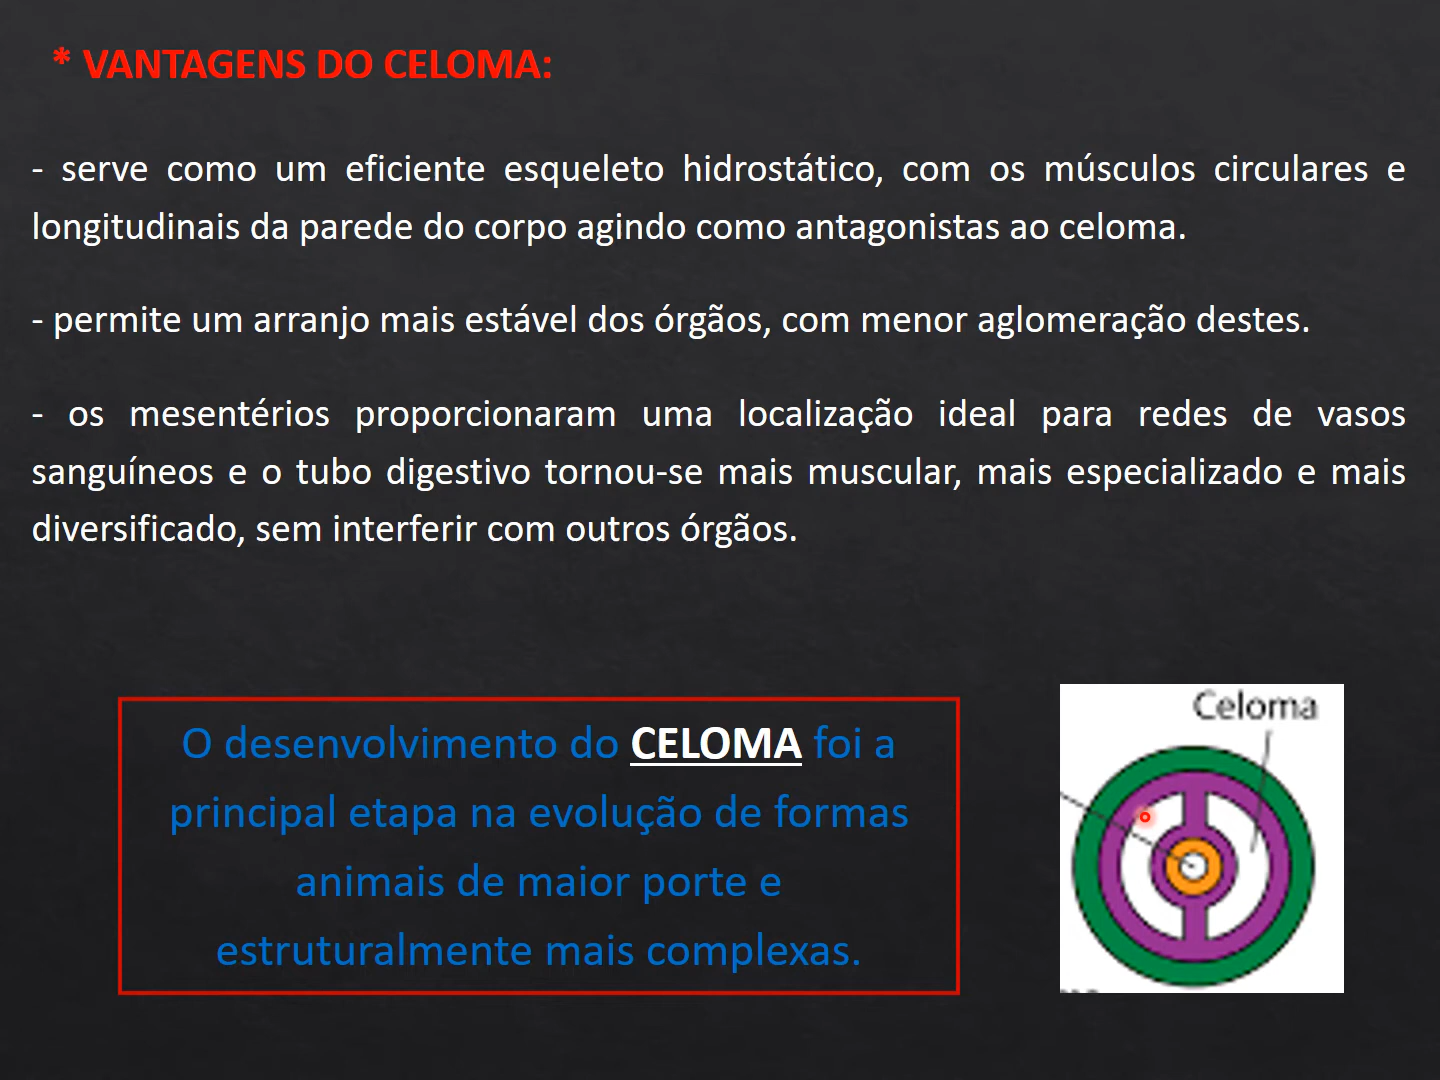 * VANTAGENS DO CELOMA:
- serve como um eficiente esqueleto hidrostático, com os músculos circulares e
longitudinais da parede do corpo agindo como antagonistas ao celoma.
- permite um arranjo mais estável dos órgãos, com menor aglomeração destes.
- os mesentérios proporcionaram uma localização ideal para redes de vasos
sanguíneos e o tubo digestivo tornou-se mais muscular, mais especializado e mais
diversificado, sem interferir com outros órgãos.
O desenvolvimento do CELOMA foi a
principal etapa na evolução de formas
animais de maior porte e
estruturalmente mais complexas.
Celoma